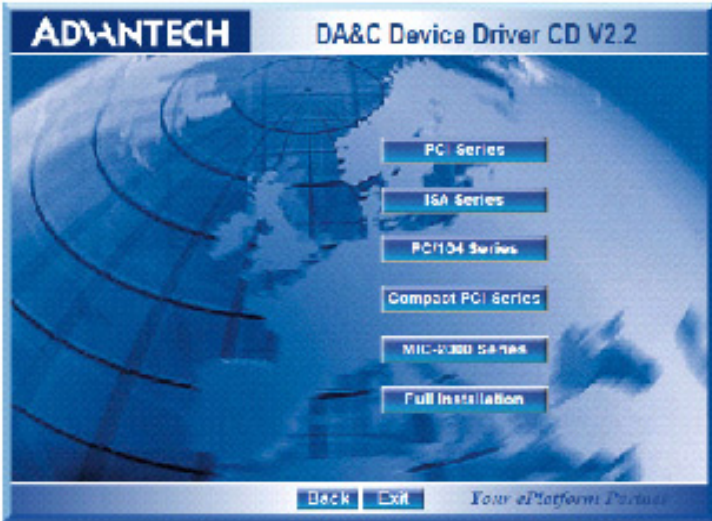 ADVANTECH DA&C Device Driver CD V2.2
PCI Series
ISA Series
PC/104 Series
Compact PCI Series
MIC-2000 Series
Full Installation
Back Exit Your ePlatform Partner